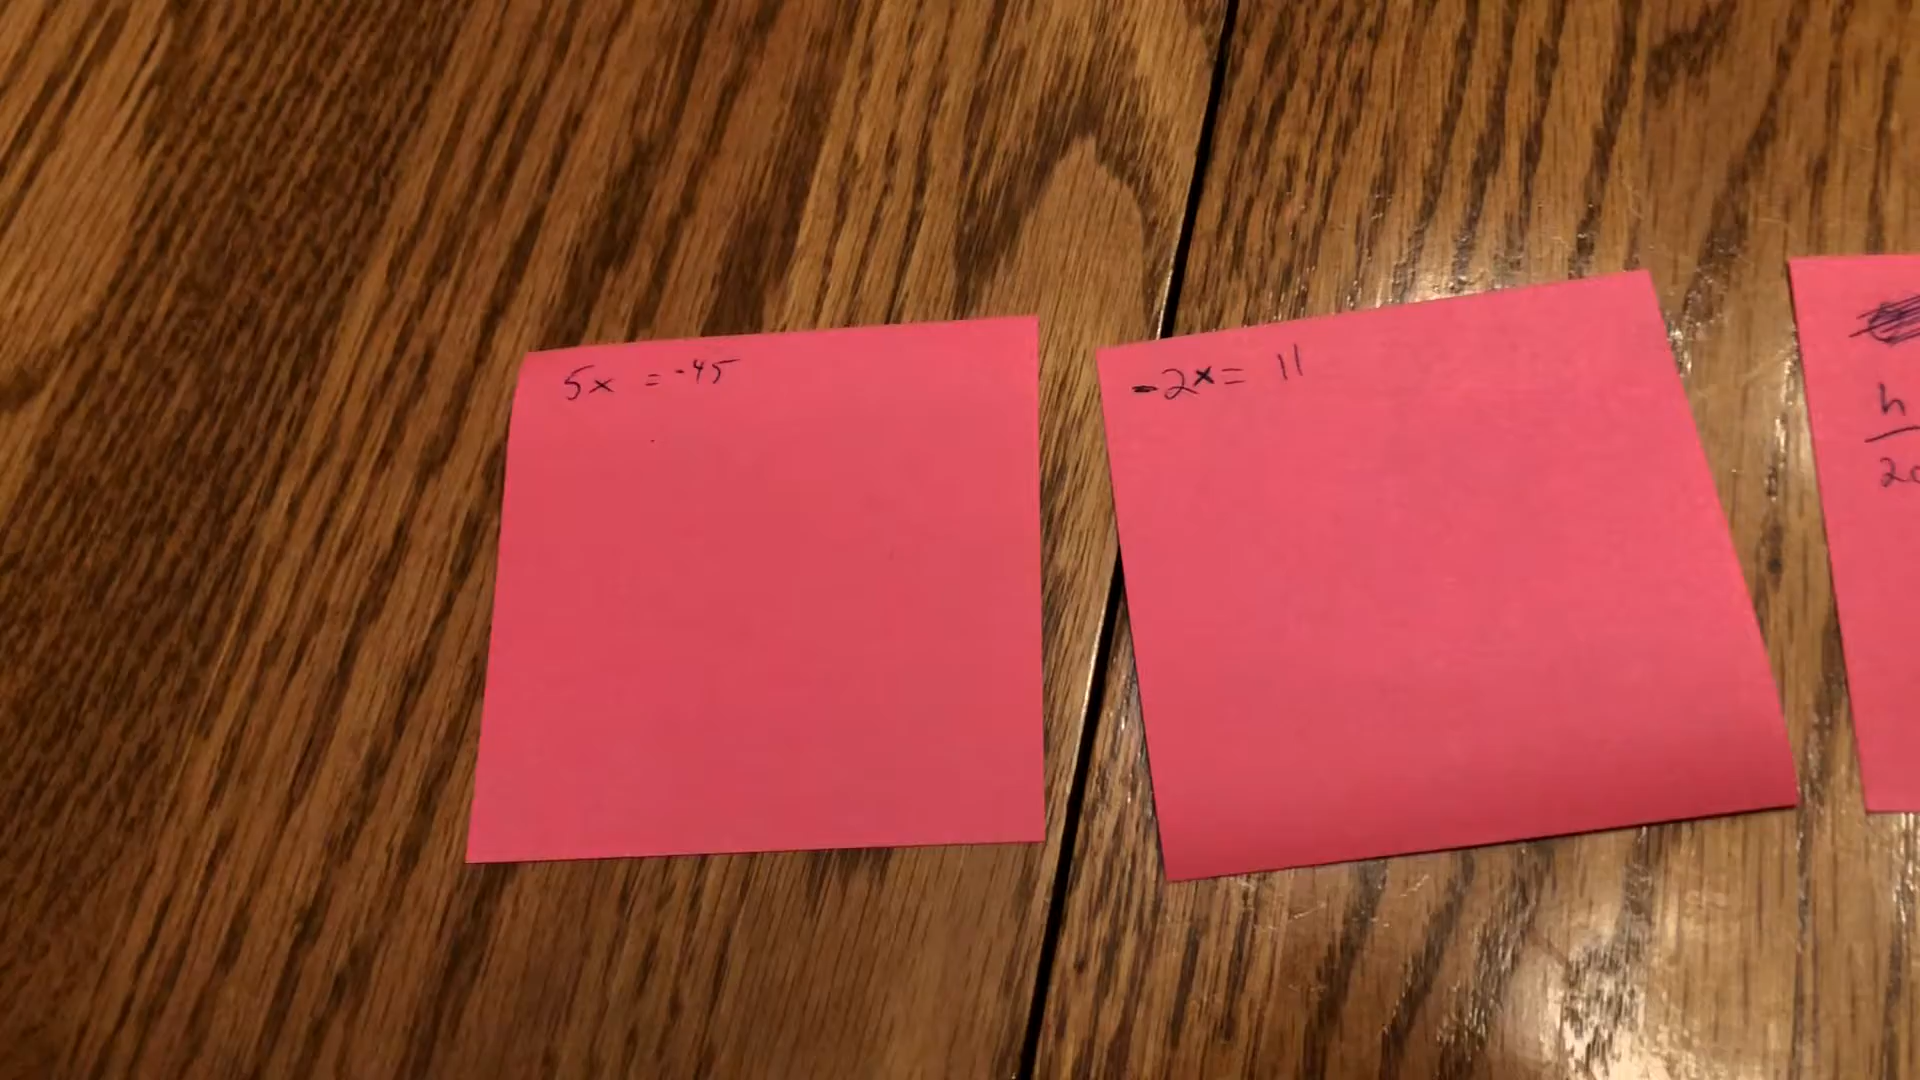 5x = -45
-2x = 11
h